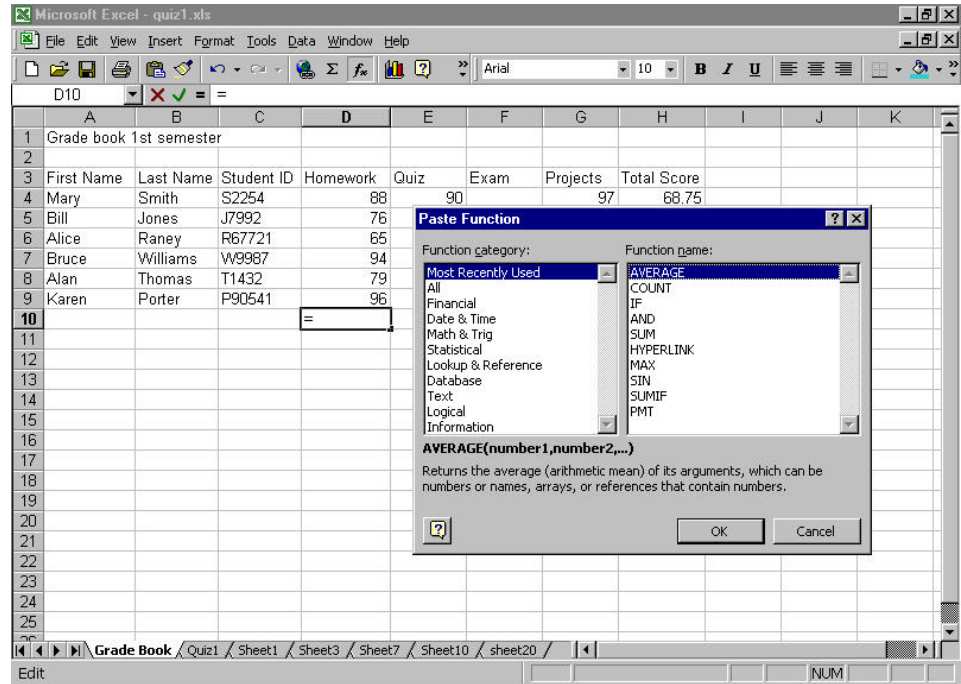 Microsoft Excel - quiz1.xls
File Edit View Insert Format Tools Data Window Help
Arial 10 B I U
D10 = =
A B C D E F G H I J K
1 Grade book 1st semester
2
3 First Name Last Name Student ID Homework Quiz Exam Projects Total Score
4 Mary Smith S2254 88 90 97 68.75
5 Bill Jones J7992 76
6 Alice Raney R67721 65
7 Bruce Williams W9987 94
8 Alan Thomas T1432 79
9 Karen Porter P90541 96
10 =
11
12
13
14
15
16
17
18
19
20
21
22
23
24
25
Paste Function
Function category: Function name:
Most Recently Used AVERAGE
All COUNT
Financial IF
Date & Time AND
Math & Trig SUM
Statistical HYPERLINK
Lookup & Reference MAX
Database SIN
Text SUMIF
Logical PMT
Information
AVERAGE(number1,number2,...)
Returns the average (arithmetic mean) of its arguments, which can be
numbers or names, arrays, or references that contain numbers.
OK Cancel
Grade Book Quiz1 Sheet1 Sheet3 Sheet7 Sheet10 sheet20
Edit NUM